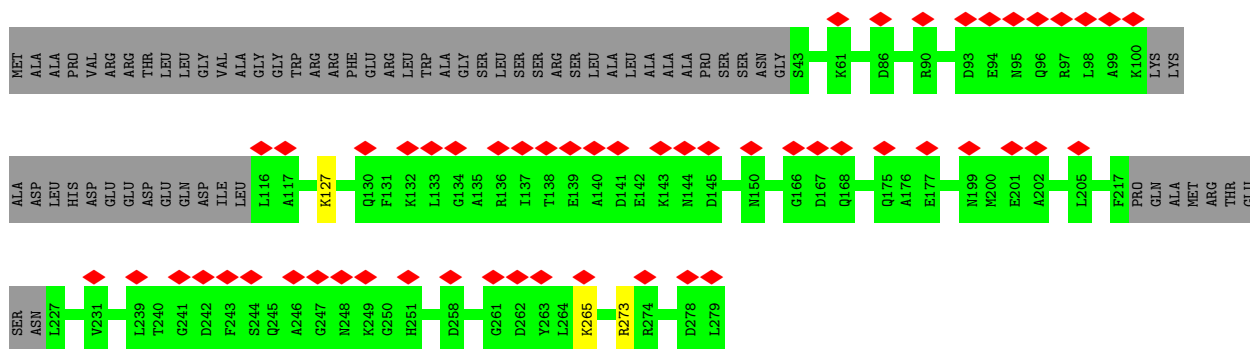 MET ALA ALA PRO VAL ARG ARG THR LEU LEU GLY VAL ALA GLY GLY TRP ARG ARG PHE GLU ARG LEU TRP ALA GLY SER LEU SER SER ARG SER LEU ALA LEU ALA ALA ALA PRO SER SER ASN GLY S43 K61 D86 R90 D93 E94 N95 Q96 R97 L98 A99 K100 LYS LYS
ALA ASP LEU HIS ASP GLU GLU ASP GLU GLN ASP ILE LEU L116 A117 K127 Q130 F131 K132 L133 G134 A135 R136 I137 T138 E139 A140 D141 E142 K143 N144 D145 N150 G166 D167 Q168 Q175 A176 E177 N199 M200 E201 A202 L205 F217 PRO GLN ALA MET ARG THR GLU
SER ASN L227 V231 L239 T240 G241 D242 F243 S244 Q245 A246 G247 N248 K249 G250 H251 D258 G261 D262 Y263 L264 K265 R273 R274 D278 L279